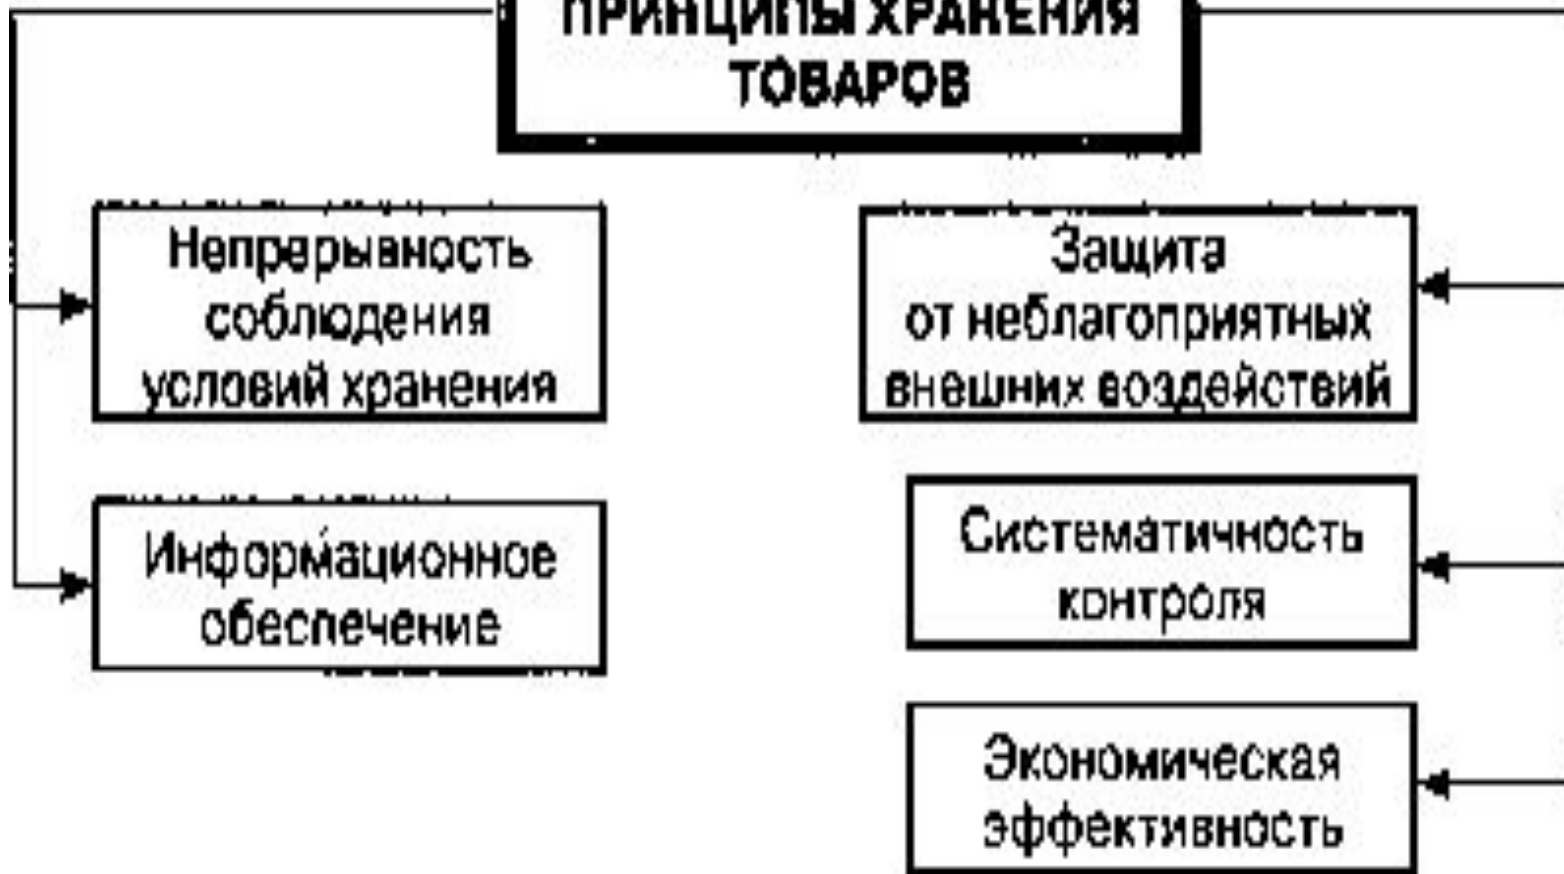 ПРИНЦИПЫ ХРАНЕНИЯ
ТОВАРОВ
Непрерывность
соблюдения
условий хранения
Информационное
обеспечение
Защита
от неблагоприятных
внешних воздействий
Систематичность
контроля
Экономическая
эффективность